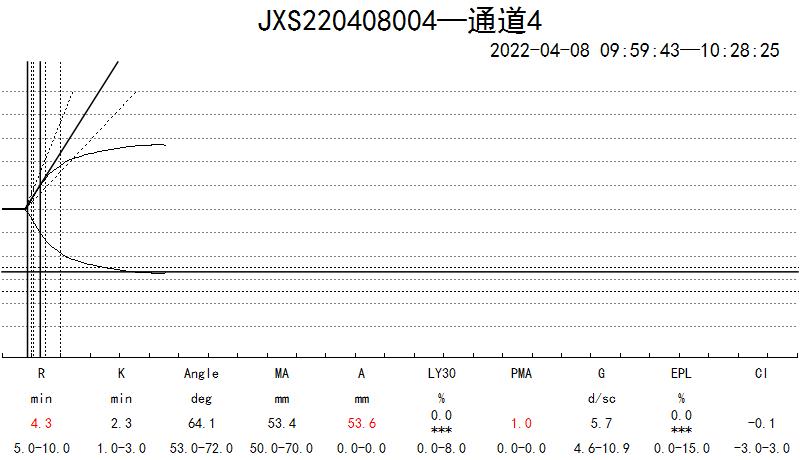 JXS220408004—通道4
2022-04-08 09:59:43—10:28:25
R K Angle MA A LY30 PMA G EPL CI
min min deg mm mm % d/sc %
4.3 2.3 64.1 53.4 53.6 0.0 *** 1.0 5.7 0.0 *** -0.1
5.0-10.0 1.0-3.0 53.0-72.0 50.0-70.0 0.0-0.0 0.0-8.0 0.0-0.0 4.6-10.9 0.0-15.0 -3.0-3.0